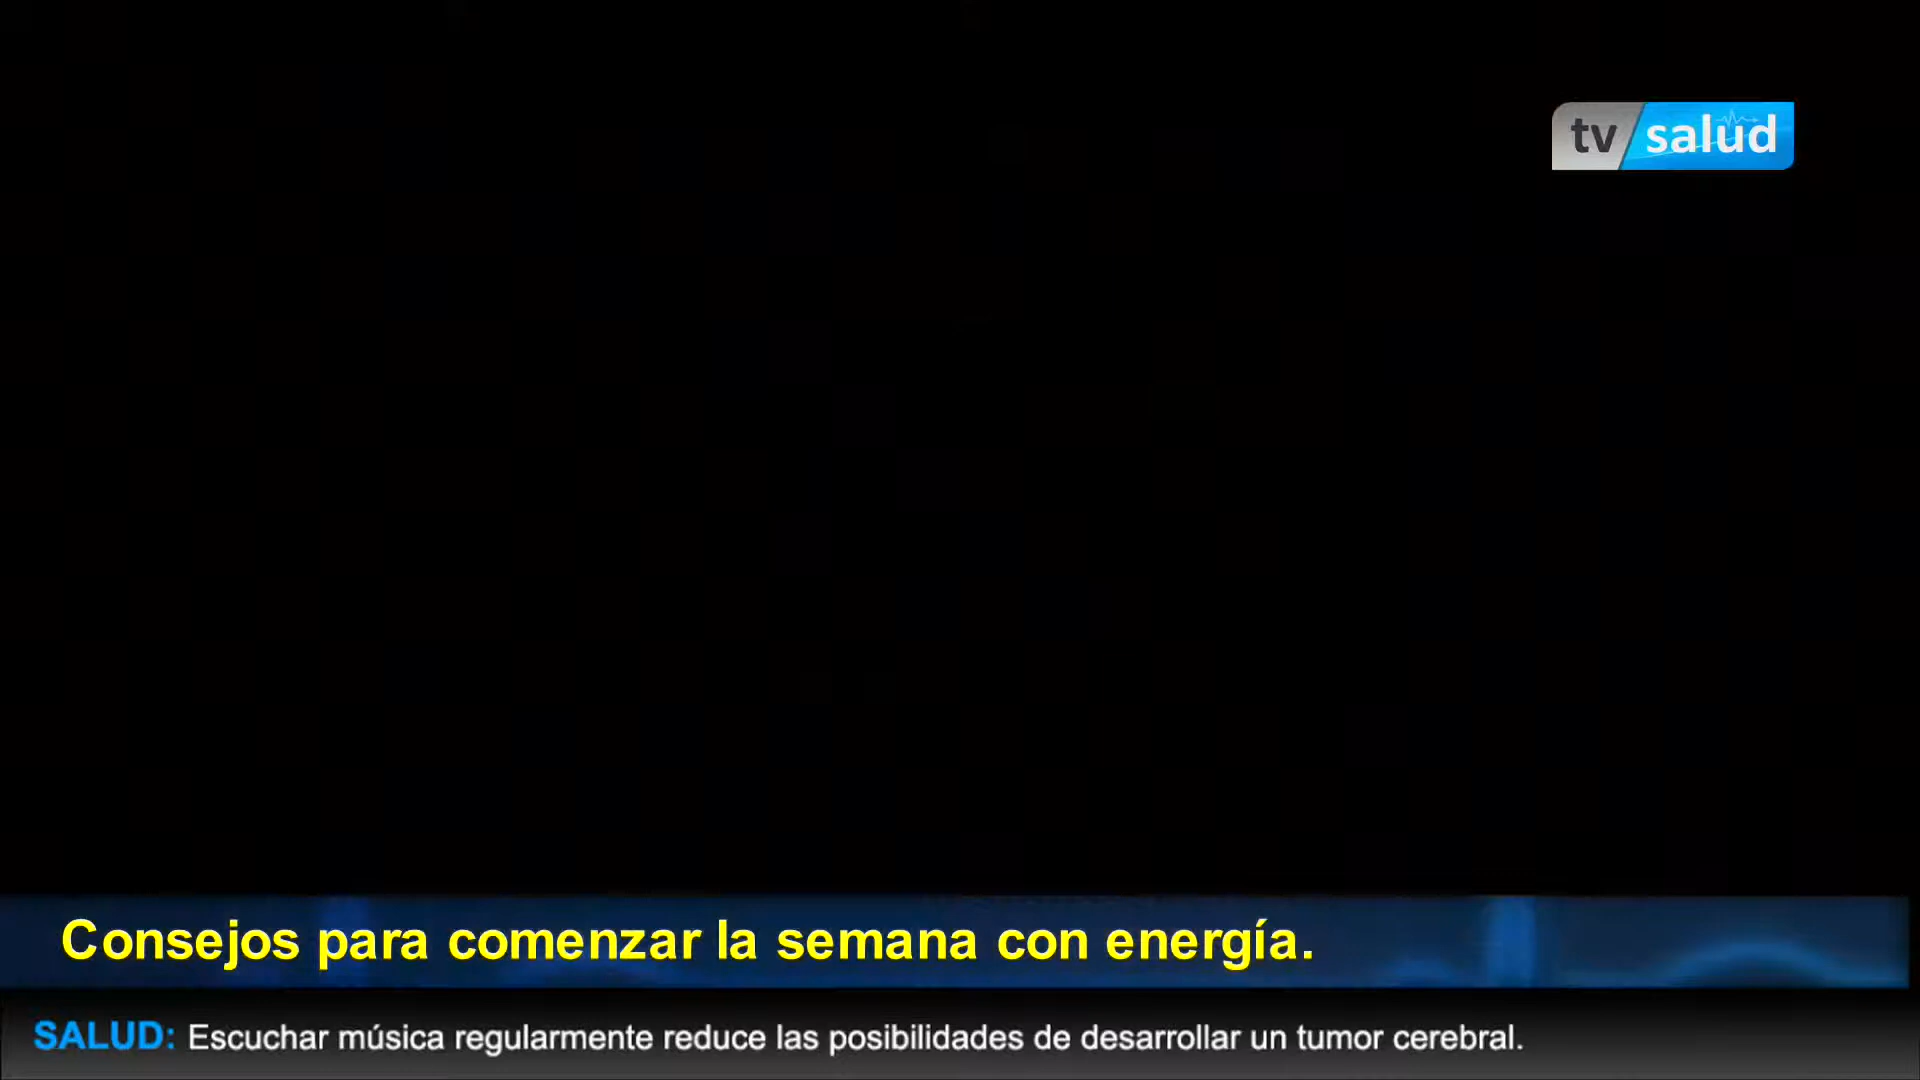 tv salud
Consejos para comenzar la semana con energía.
SALUD: Escuchar música regularmente reduce las posibilidades de desarrollar un tumor cerebral.